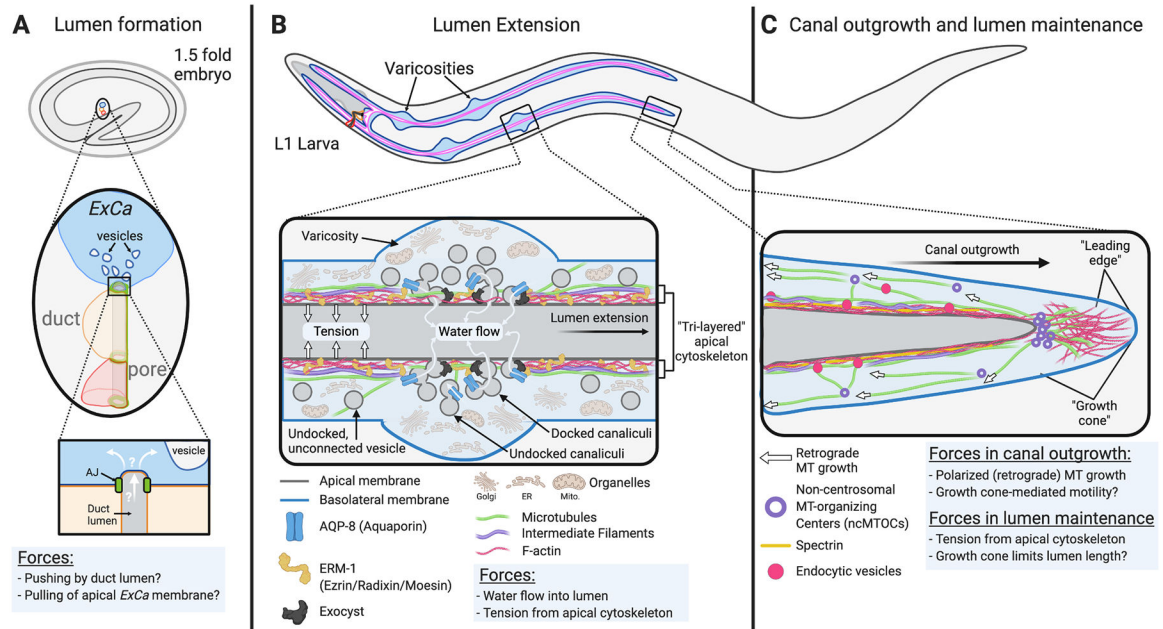 A
Lumen formation
1.5 fold
embryo
ExCa
vesicles
duct
pore
vesicle
AJ
?
?
Duct
lumen
Forces:
- Pushing by duct lumen?
- Pulling of apical ExCa membrane?
B
Lumen Extension
Varicosities
L1 Larva
Varicosity
Tension
Water flow
Lumen extension
"Tri-layered"
apical
cytoskeleton
Undocked,
unconnected vesicle
Docked canaliculi
Undocked canaliculi
Apical membrane
Basolateral membrane
AQP-8 (Aquaporin)
ERM-1
(Ezrin/Radixin/Moesin)
Exocyst
Golgi
ER
Mito.
Organelles
Microtubules
Intermediate Filaments
F-actin
Forces:
- Water flow into lumen
- Tension from apical cytoskeleton
C
Canal outgrowth and lumen maintenance
Canal outgrowth
"Leading
edge"
"Growth
cone"
Retrograde
MT growth
Non-centrosomal
MT-organizing
Centers (ncMTOCs)
Spectrin
Endocytic vesicles
Forces in canal outgrowth:
- Polarized (retrograde) MT growth
- Growth cone-mediated motility?
Forces in lumen maintenance
- Tension from apical cytoskeleton
- Growth cone limits lumen length?